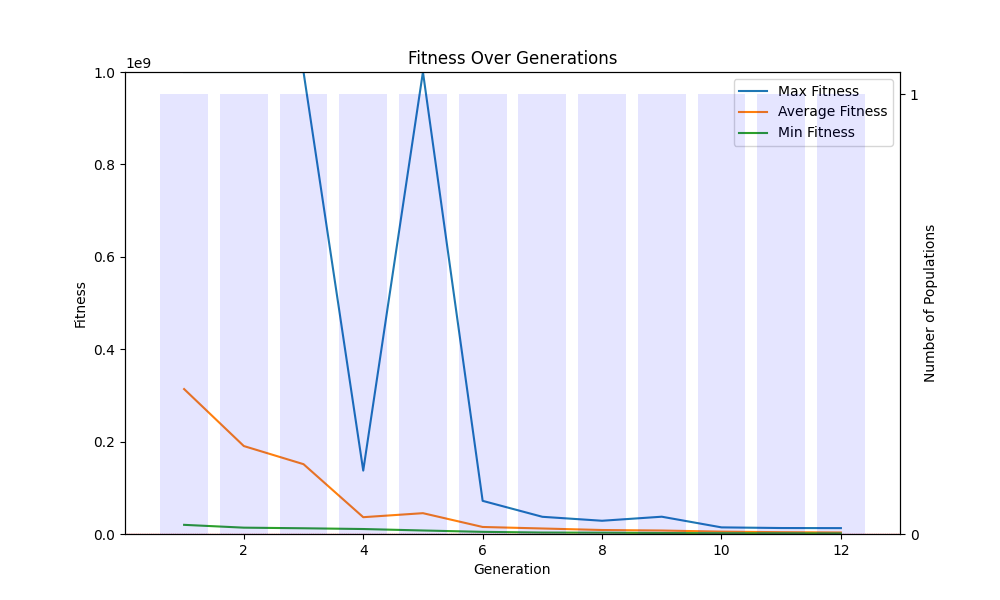 Fitness Over Generations
1e9
1.0
0.8
0.6
0.4
0.2
0.0
Fitness
Max Fitness
Average Fitness
Min Fitness
1
0
Number of Populations
2 4 6 8 10 12
Generation